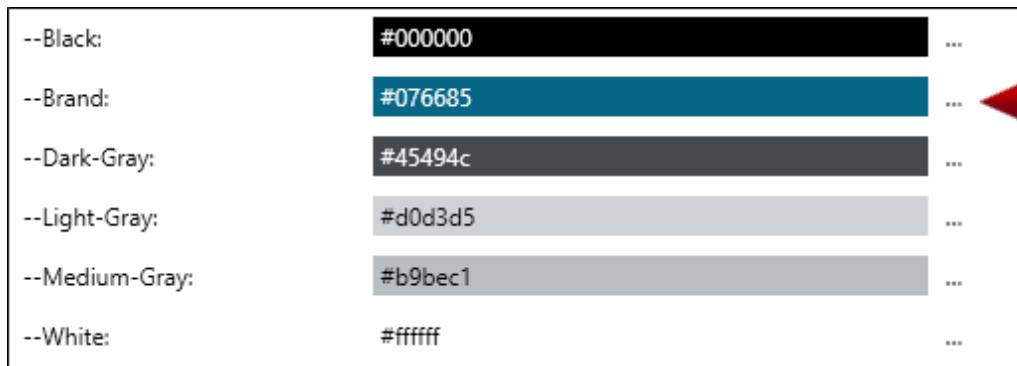 --Black: #000000 ...
--Brand: #076685 ...
--Dark-Gray: #45494c ...
--Light-Gray: #d0d3d5 ...
--Medium-Gray: #b9bec1 ...
--White: #ffffff ...